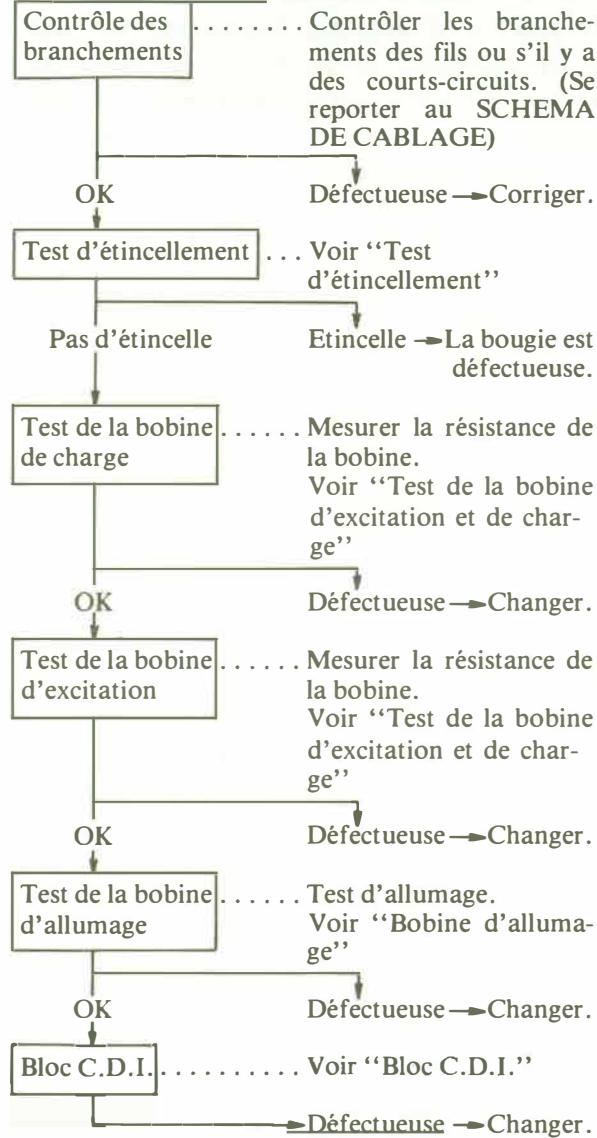 Contrôle des ........ Contrôler les branche-
branchements ments des fils ou s'il y a
des courts-circuits. (Se
reporter au SCHEMA
DE CABLAGE)
OK Défectueuse → Corriger.
Test d'étincellement ... Voir “Test
d'étincellement”
Pas d'étincelle Etincelle → La bougie est
défectueuse.
Test de la bobine ...... Mesurer la résistance de
de charge la bobine.
Voir “Test de la bobine
d'excitation et de char-
ge”
OK Défectueuse → Changer.
Test de la bobine ...... Mesurer la résistance de
d'excitation la bobine.
Voir “Test de la bobine
d'excitation et de char-
ge”
OK Défectueuse → Changer.
Test de la bobine ...... Test d'allumage.
d'allumage Voir “Bobine d'alluma-
ge”
OK Défectueuse → Changer.
Bloc C.D.I. .......... Voir “Bloc C.D.I.”
Défectueuse → Changer.